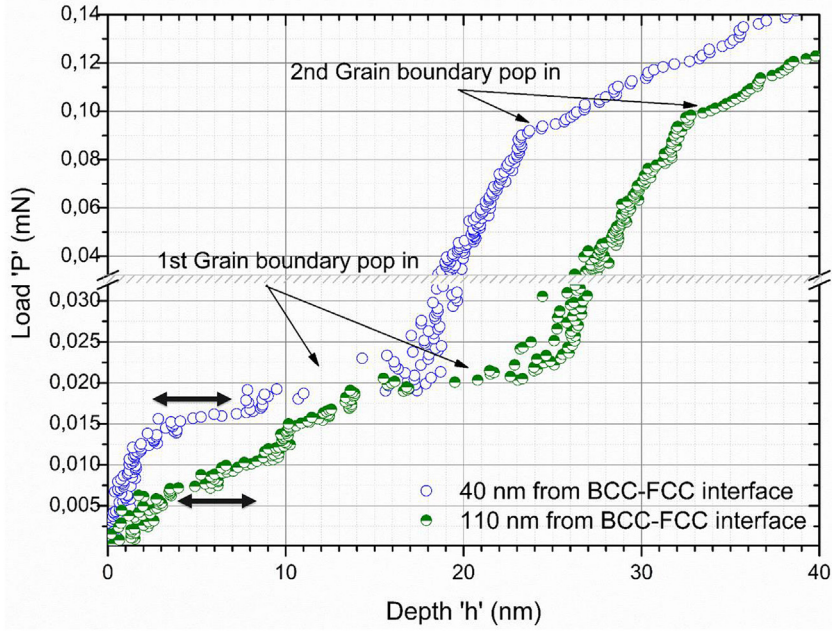 0,14
0,12
0,10
0,08
0,06
0,04
0,030
0,025
0,020
0,015
0,010
0,005
Load 'P' (mN)
2nd Grain boundary pop in
1st Grain boundary pop in
40 nm from BCC-FCC interface
110 nm from BCC-FCC interface
0 10 20 30 40
Depth 'h' (nm)